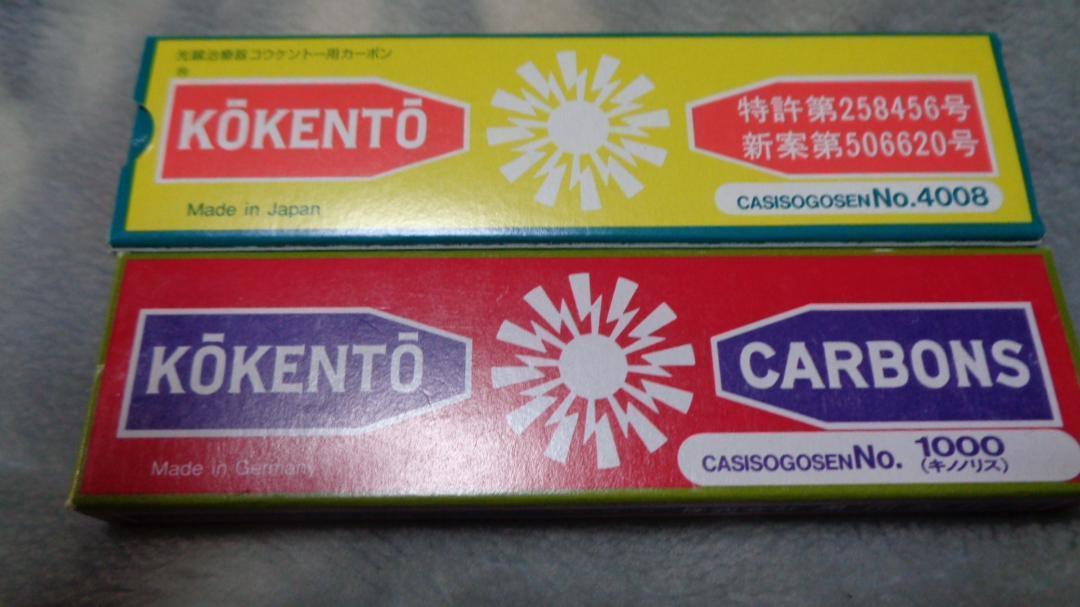 光線治療器コウケントー用カーボン
®
KŌKENTŌ
特許第258456号
新案第506620号
Made in Japan
CASISOGOSEN No.4008
KŌKENTŌ
CARBONS
Made in Germany
CASISOGOSEN No. 1000
(キノノリス)